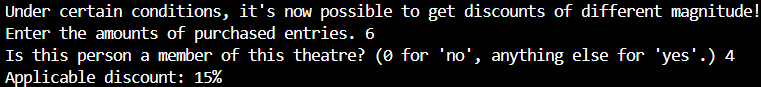 Under certain conditions, it's now possible to get discounts of different magnitude!
Enter the amounts of purchased entries. 6
Is this person a member of this theatre? (0 for 'no', anything else for 'yes'.) 4
Applicable discount: 15%